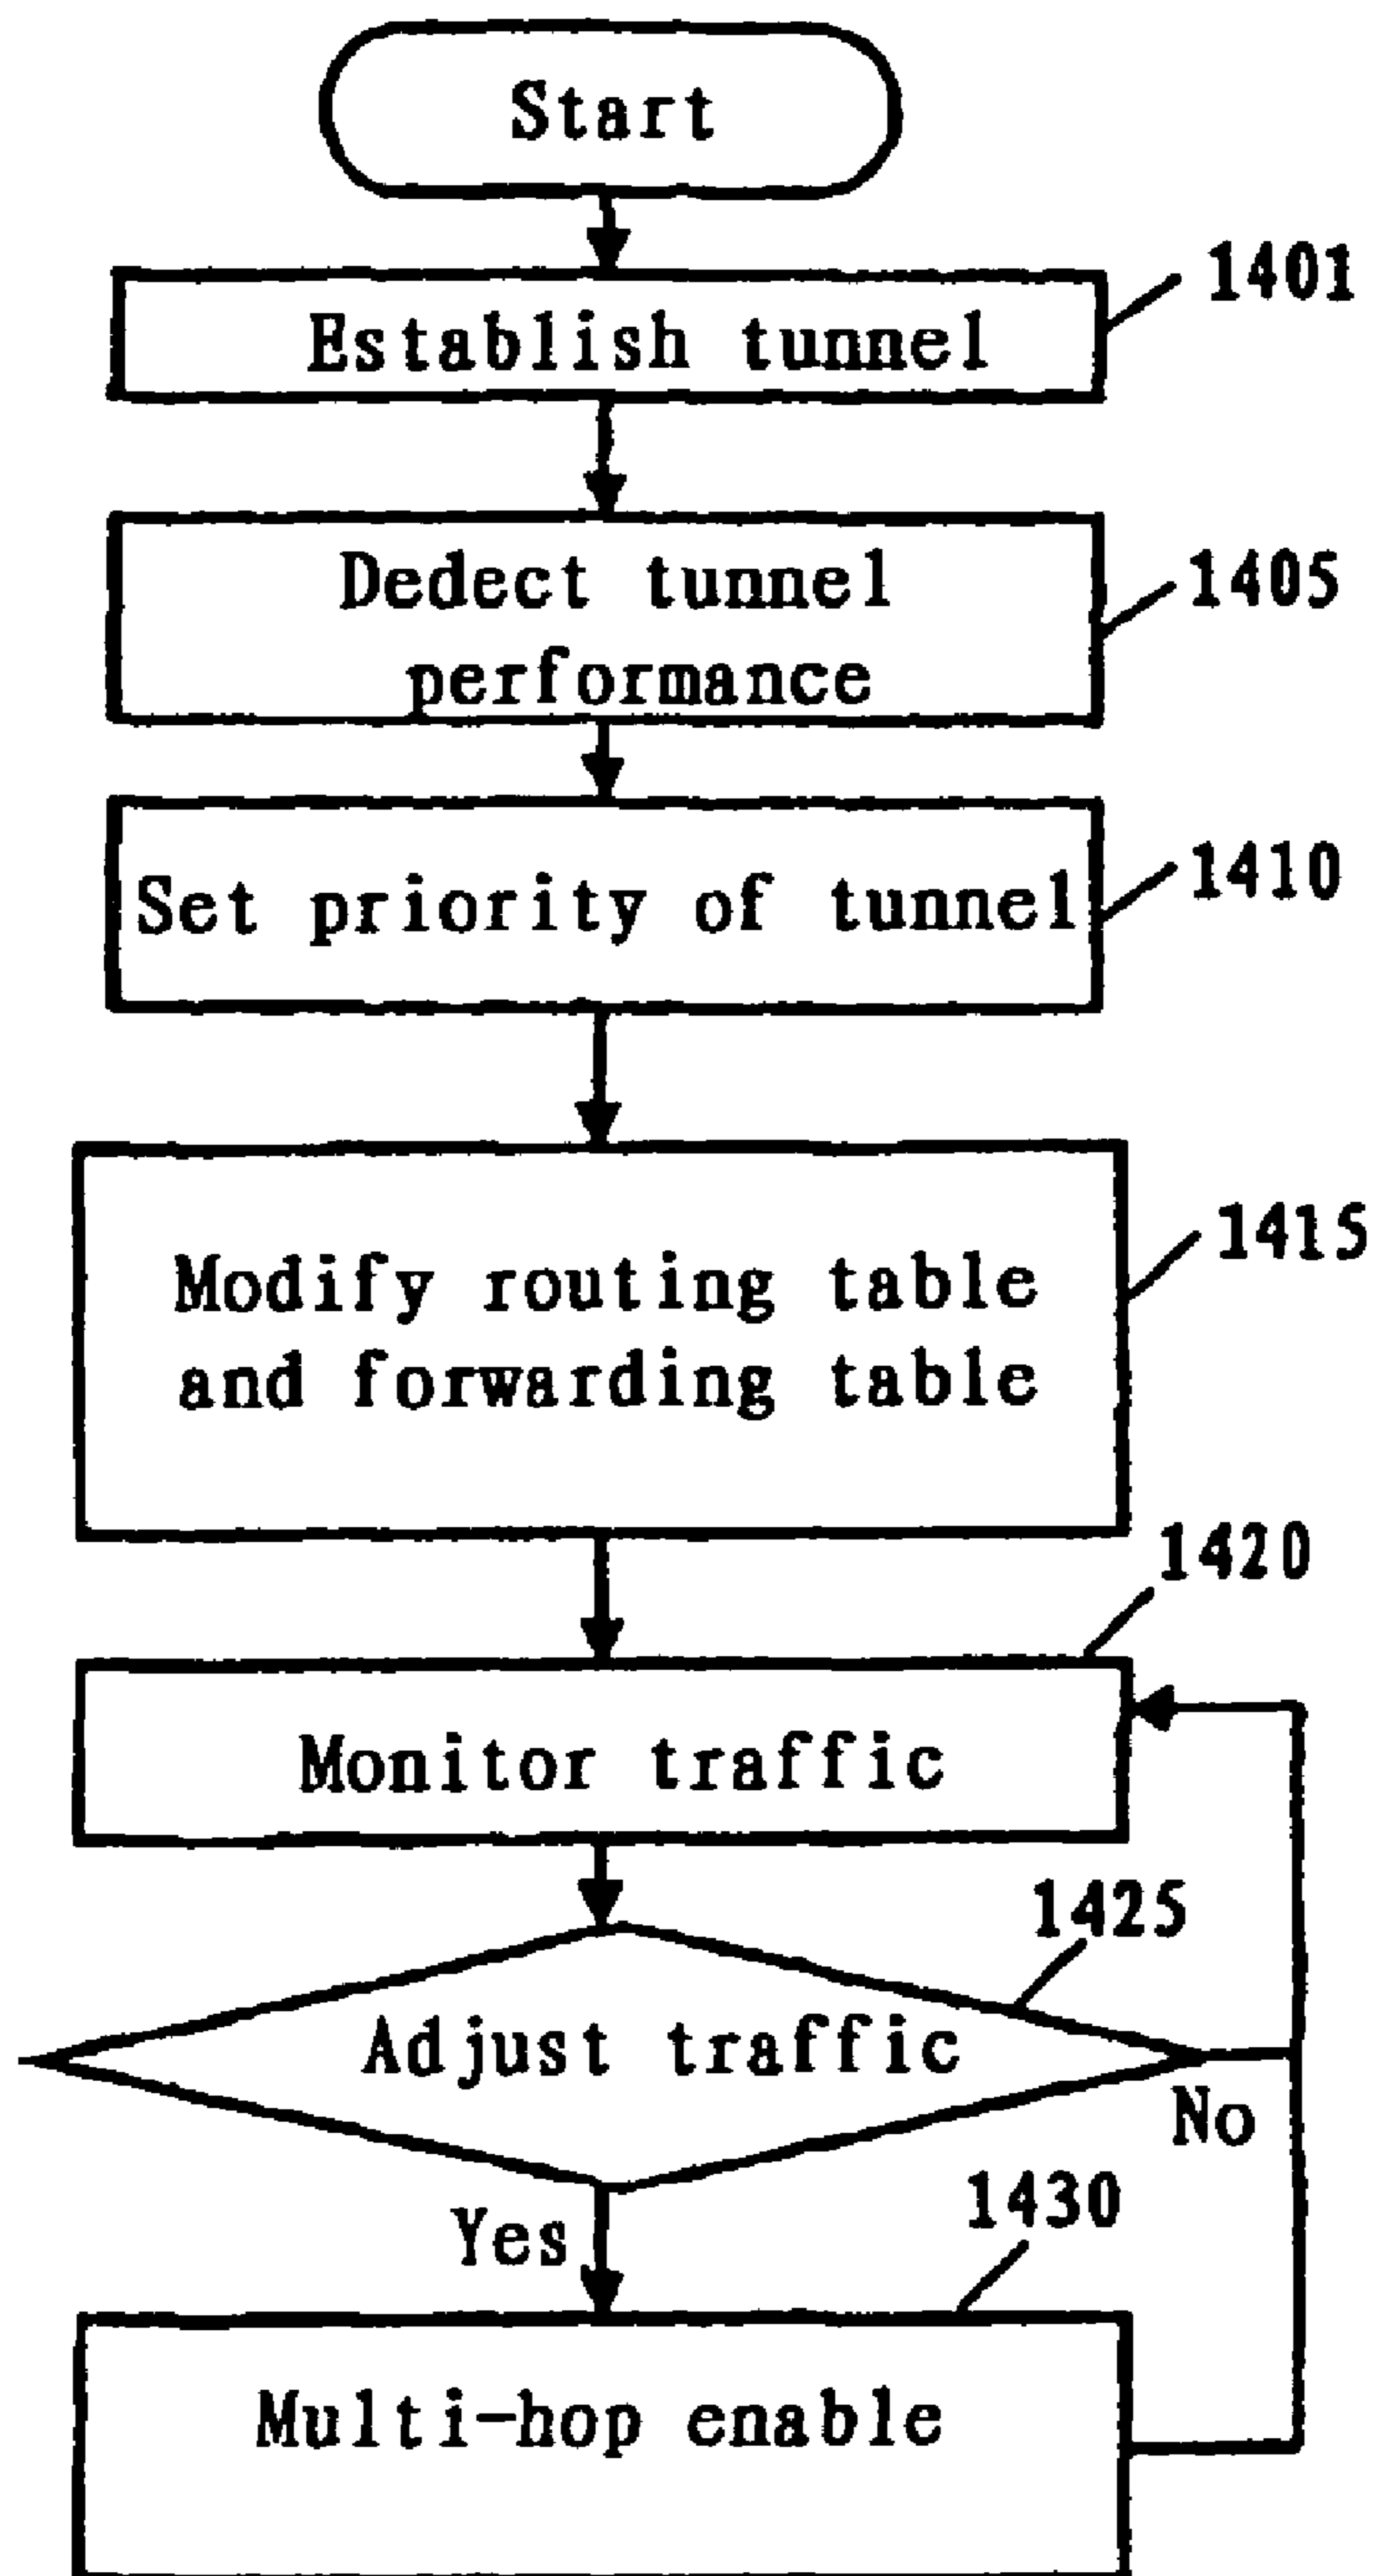 Start
1401
Establish tunnel
Dedect tunnel
performance
1405
Set priority of tunnel
1410
Modify routing table
and forwarding table
1415
1420
Monitor traffic
1425
Adjust traffic
No
Yes
1430
Multi-hop enable